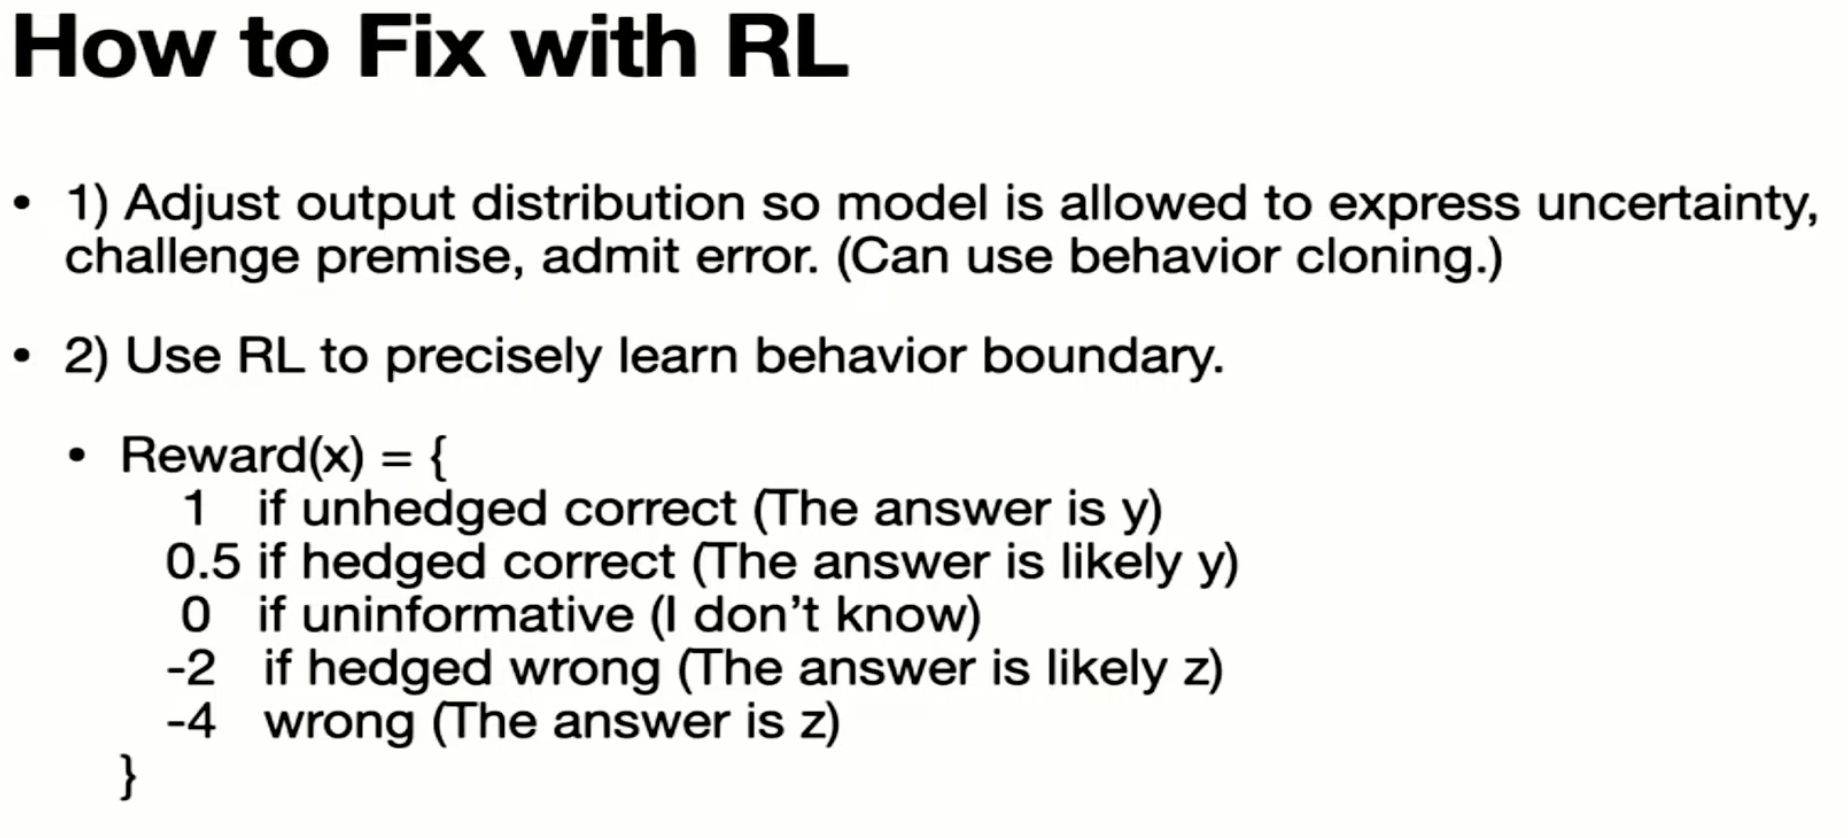 How to Fix with RL
• 1) Adjust output distribution so model is allowed to express uncertainty,
challenge premise, admit error. (Can use behavior cloning.)
• 2) Use RL to precisely learn behavior boundary.
• Reward(x) = {
1 if unhedged correct (The answer is y)
0.5 if hedged correct (The answer is likely y)
0 if uninformative (I don’t know)
-2 if hedged wrong (The answer is likely z)
-4 wrong (The answer is z)
}